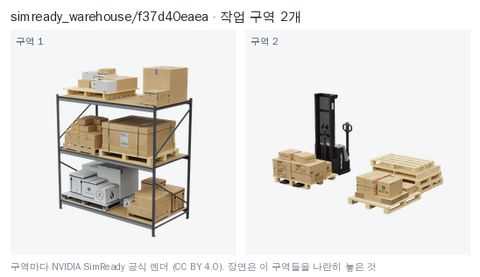 simready_warehouse/f37d40eaea · 작업 구역 2개
구역 1
구역 2
구역마다 NVIDIA SimReady 공식 렌더 (CC BY 4.0). 장면은 이 구역들을 나란히 놓은 것